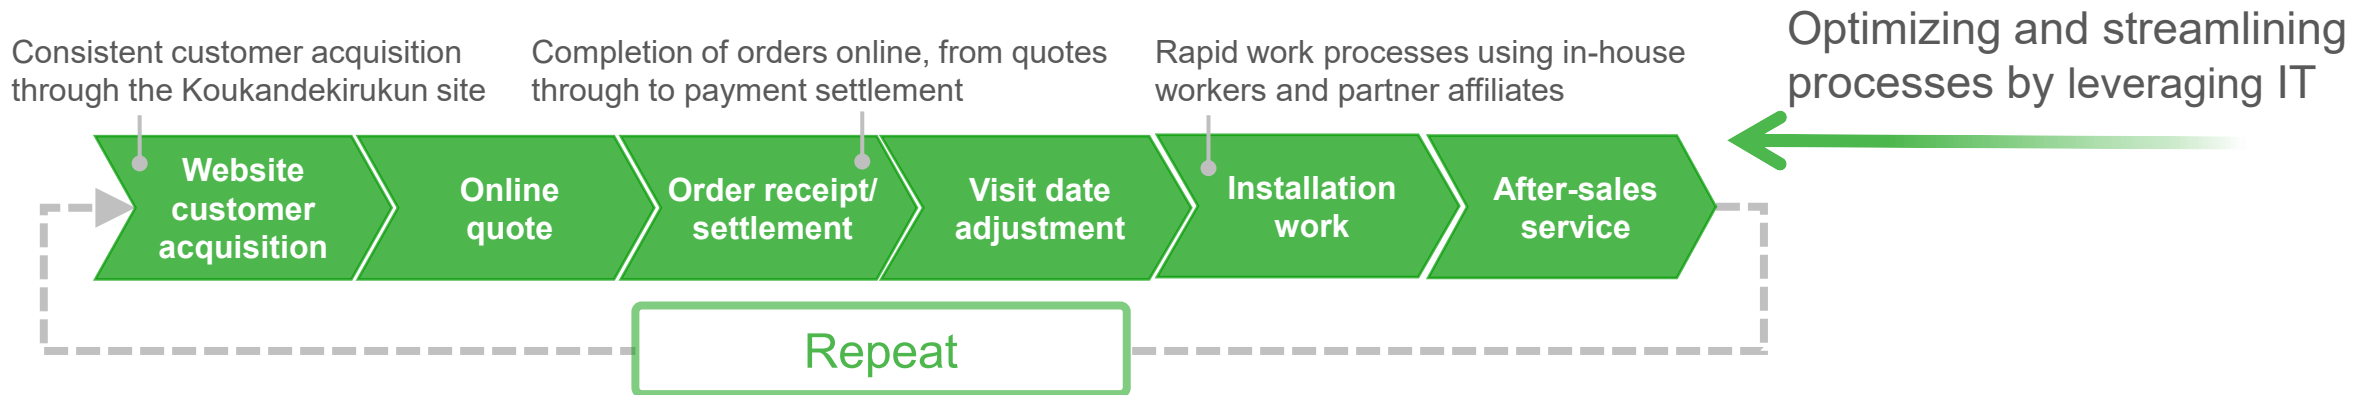 Consistent customer acquisition
through the Koukandekirukun site
Completion of orders online, from quotes
through to payment settlement
Rapid work processes using in-house
workers and partner affiliates
Optimizing and streamlining
processes by leveraging IT
Website
customer
acquisition
Online
quote
Order receipt/
settlement
Visit date
adjustment
Installation
work
After-sales
service
Repeat